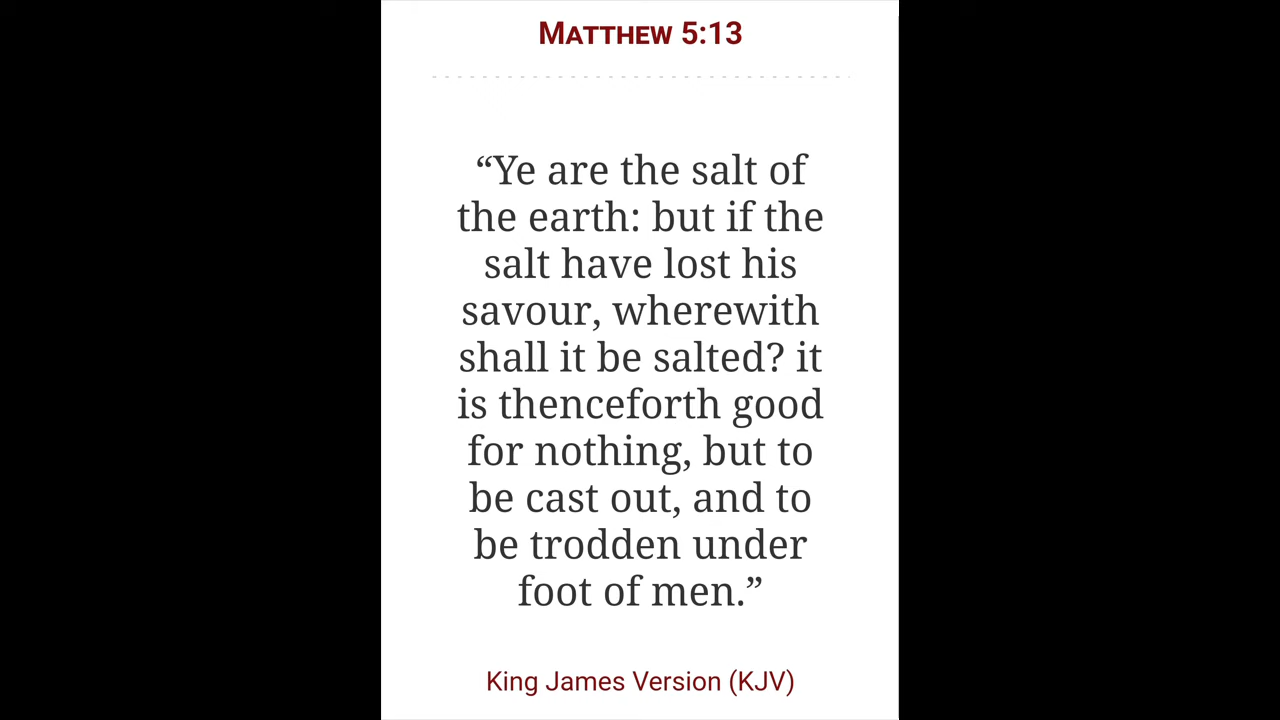 Matthew 5:13
“Ye are the salt of
the earth: but if the
salt have lost his
savour, wherewith
shall it be salted? it
is thenceforth good
for nothing, but to
be cast out, and to
be trodden under
foot of men.”
King James Version (KJV)